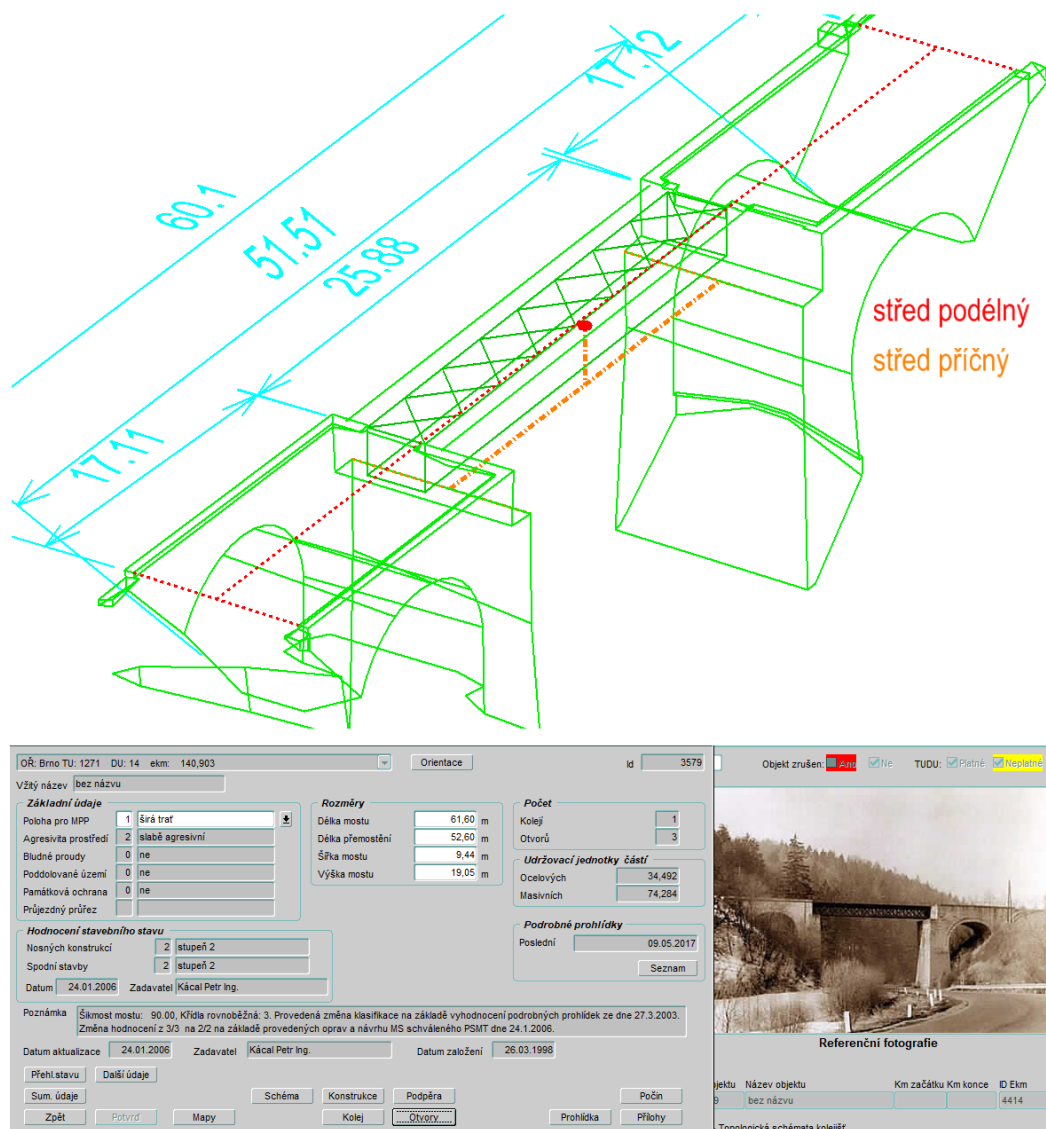 60.1
51.51
25.88
17.12
17.11
střed podélný
střed příčný
OŘ: Brno TU: 1271 DU: 14 ekm: 140,903
Orientace
Id 3579
Vžitý název bez názvu
Základní údaje
Poloha pro MPP 1 širá trať
Agresivita prostředí 2 slabě agresivní
Bludné proudy 0 ne
Poddolované území 0 ne
Památková ochrana 0 ne
Průjezdný průřez
Rozměry
Délka mostu 61,60 m
Délka přemostění 52,60 m
Šířka mostu 9,44 m
Výška mostu 19,05 m
Počet
Kolejí 1
Otvorů 3
Udržovací jednotky částí
Ocelových 34,492
Masivních 74,284
Hodnocení stavebního stavu
Nosných konstrukcí 2 stupeň 2
Spodní stavby 2 stupeň 2
Datum 24.01.2006 Zadavatel Kácal Petr Ing.
Podrobné prohlídky
Poslední 09.05.2017
Seznam
Poznámka Šikmost mostu: 90.00, Křídla rovnoběžná: 3. Provedená změna klasifikace na základě vyhodnocení podrobných prohlídek ze dne 27.3.2003.
Změna hodnocení z 3/3 na 2/2 na základě provedených oprav a návrhu MS schváleného PSMT dne 24.1.2006.
Datum aktualizace 24.01.2006 Zadavatel Kácal Petr Ing. Datum založení 26.03.1998
Přehl.stavu Další údaje
Sum. údaje Schéma Konstrukce Podpěra Počin
Zpět Potvrď Mapy Kolej Otvory Prohlídka Přílohy
Objekt zrušen: Ano Ne TUDU: Platné Neplatné
Referenční fotografie
jektu Název objektu Km začátku Km konce ID Ekm
9 bez názvu 4414
Topologická schémata kolejišť